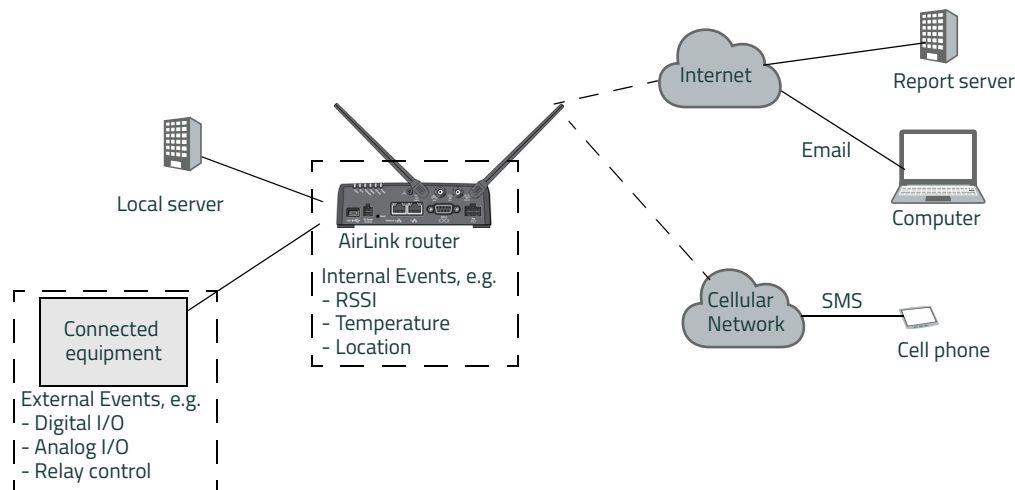 Internet
Report server
Email
Computer
Local server
AirLink router
Internal Events, e.g.
- RSSI
- Temperature
- Location
Cellular
Network
SMS
Cell phone
Connected
equipment
External Events, e.g.
- Digital I/O
- Analog I/O
- Relay control